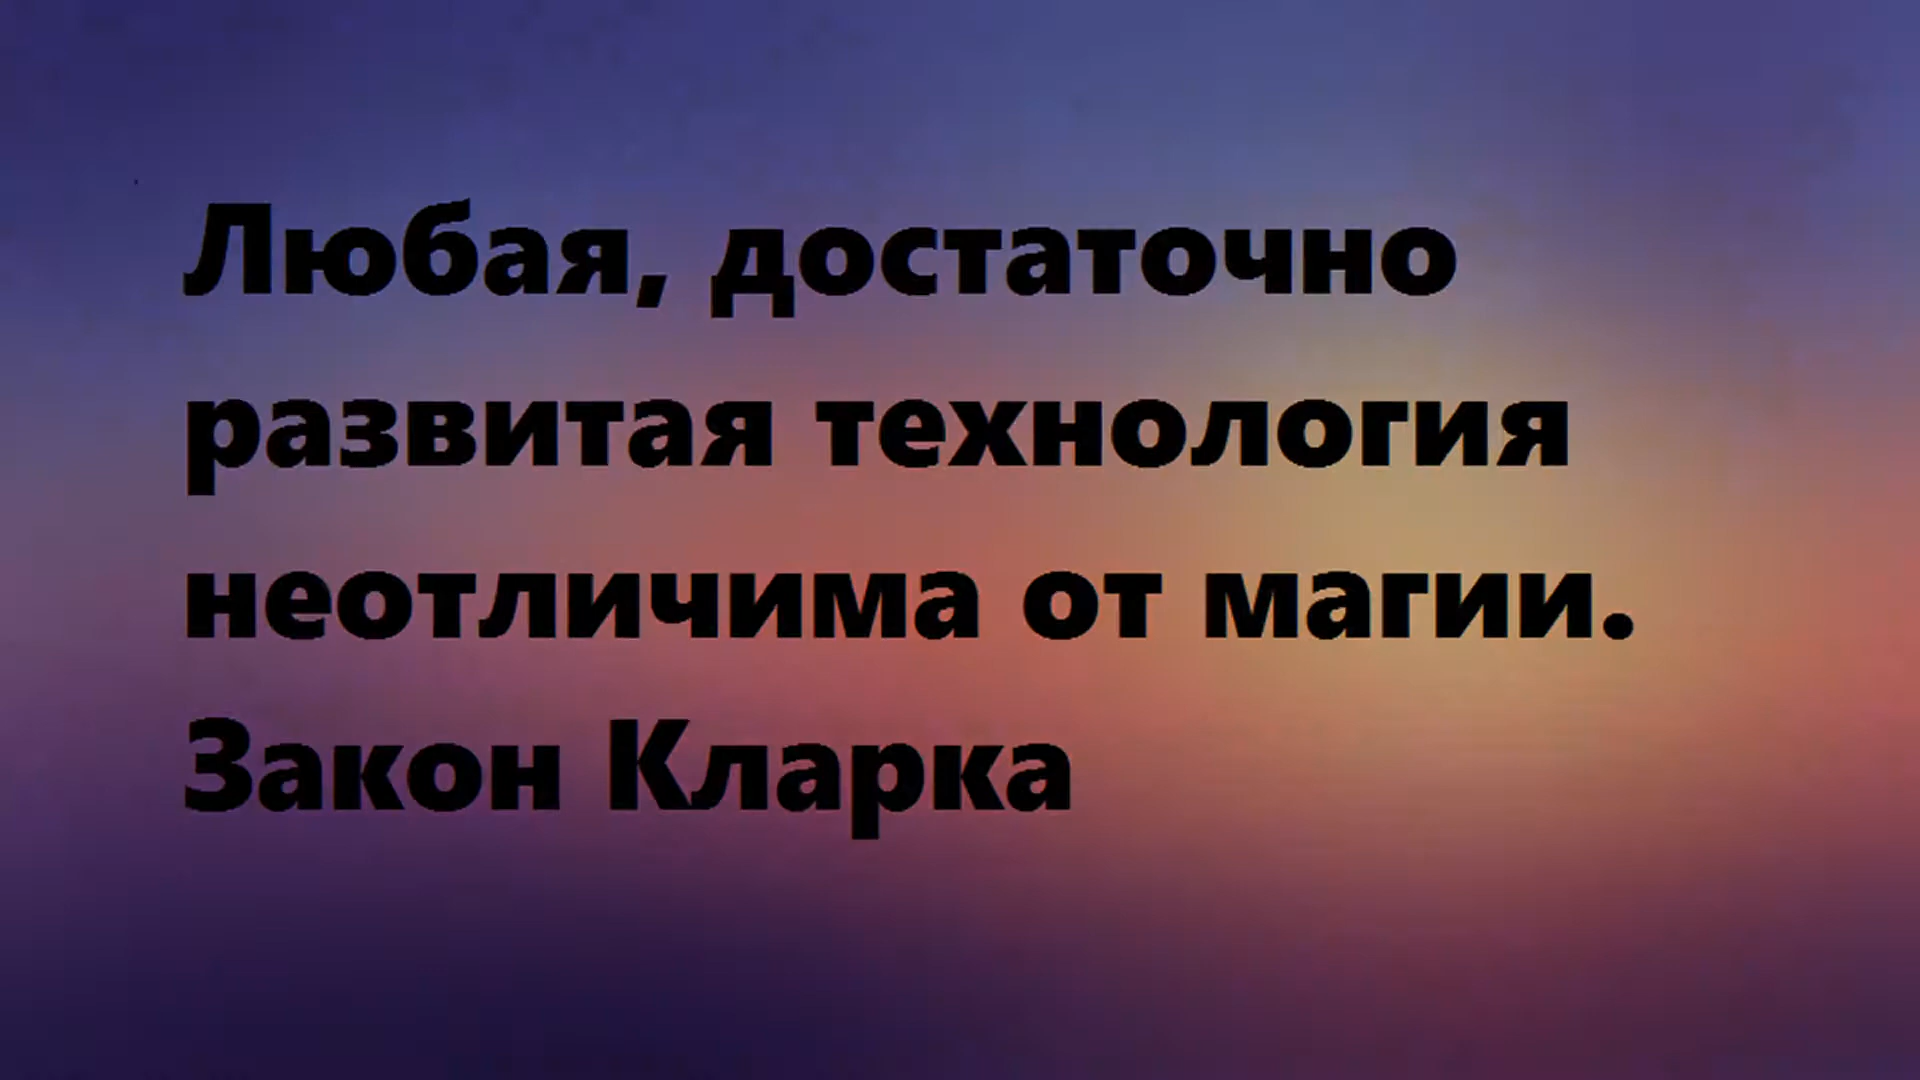 Любая, достаточно
развитая технология
неотличима от магии.
Закон Кларка